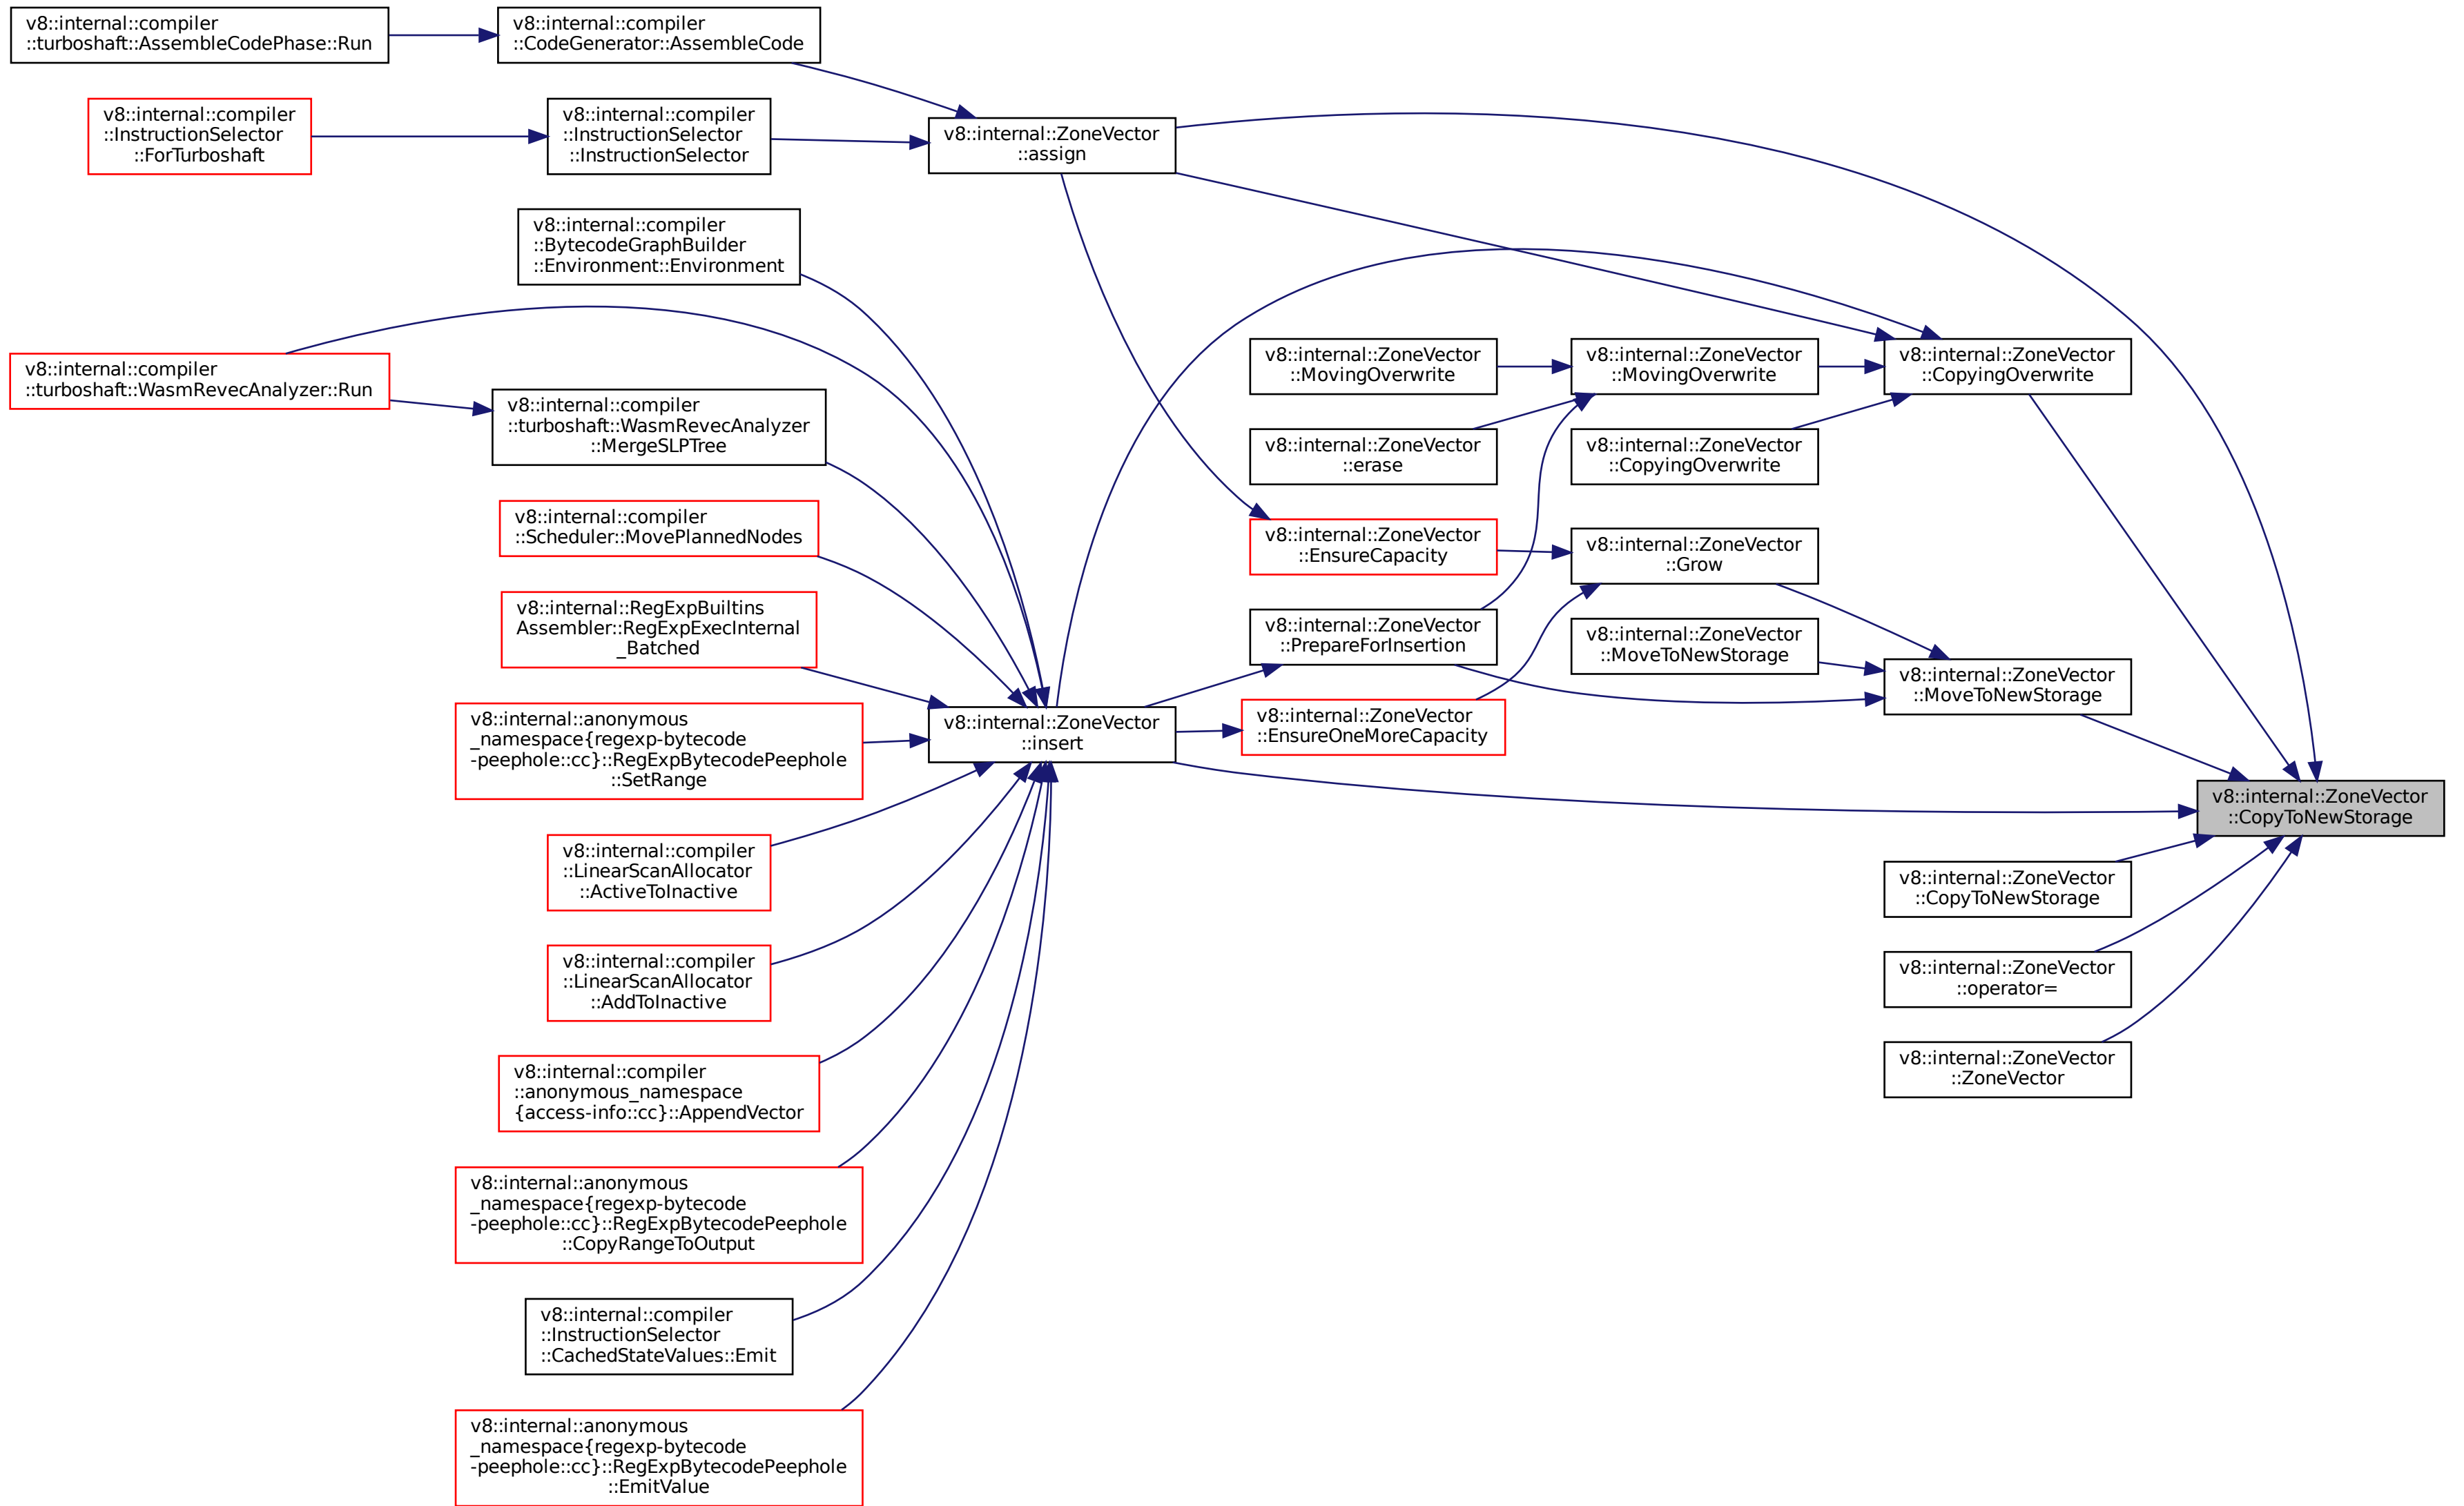 v8::internal::compiler
::turboshaft::AssembleCodePhase::Run
v8::internal::compiler
::CodeGenerator::AssembleCode
v8::internal::compiler
::InstructionSelector
::ForTurboshaft
v8::internal::compiler
::InstructionSelector
::InstructionSelector
v8::internal::ZoneVector
::assign
v8::internal::compiler
::BytecodeGraphBuilder
::Environment::Environment
v8::internal::compiler
::turboshaft::WasmRevecAnalyzer::Run
v8::internal::compiler
::turboshaft::WasmRevecAnalyzer
::MergeSLPTree
v8::internal::ZoneVector
::MovingOverwrite
v8::internal::ZoneVector
::MovingOverwrite
v8::internal::ZoneVector
::CopyingOverwrite
v8::internal::ZoneVector
::erase
v8::internal::ZoneVector
::CopyingOverwrite
v8::internal::compiler
::Scheduler::MovePlannedNodes
v8::internal::ZoneVector
::EnsureCapacity
v8::internal::ZoneVector
::Grow
v8::internal::RegExpBuiltins
Assembler::RegExpExecInternal
_Batched
v8::internal::ZoneVector
::PrepareForInsertion
v8::internal::ZoneVector
::MoveToNewStorage
v8::internal::ZoneVector
::MoveToNewStorage
v8::internal::anonymous
_namespace{regexp-bytecode
-peephole::cc}::RegExpBytecodePeephole
::SetRange
v8::internal::ZoneVector
::insert
v8::internal::ZoneVector
::EnsureOneMoreCapacity
v8::internal::ZoneVector
::CopyToNewStorage
v8::internal::compiler
::LinearScanAllocator
::ActiveToInactive
v8::internal::ZoneVector
::CopyToNewStorage
v8::internal::compiler
::LinearScanAllocator
::AddToInactive
v8::internal::ZoneVector
::operator=
v8::internal::compiler
::anonymous_namespace
{access-info::cc}::AppendVector
v8::internal::ZoneVector
::ZoneVector
v8::internal::anonymous
_namespace{regexp-bytecode
-peephole::cc}::RegExpBytecodePeephole
::CopyRangeToOutput
v8::internal::compiler
::InstructionSelector
::CachedStateValues::Emit
v8::internal::anonymous
_namespace{regexp-bytecode
-peephole::cc}::RegExpBytecodePeephole
::EmitValue